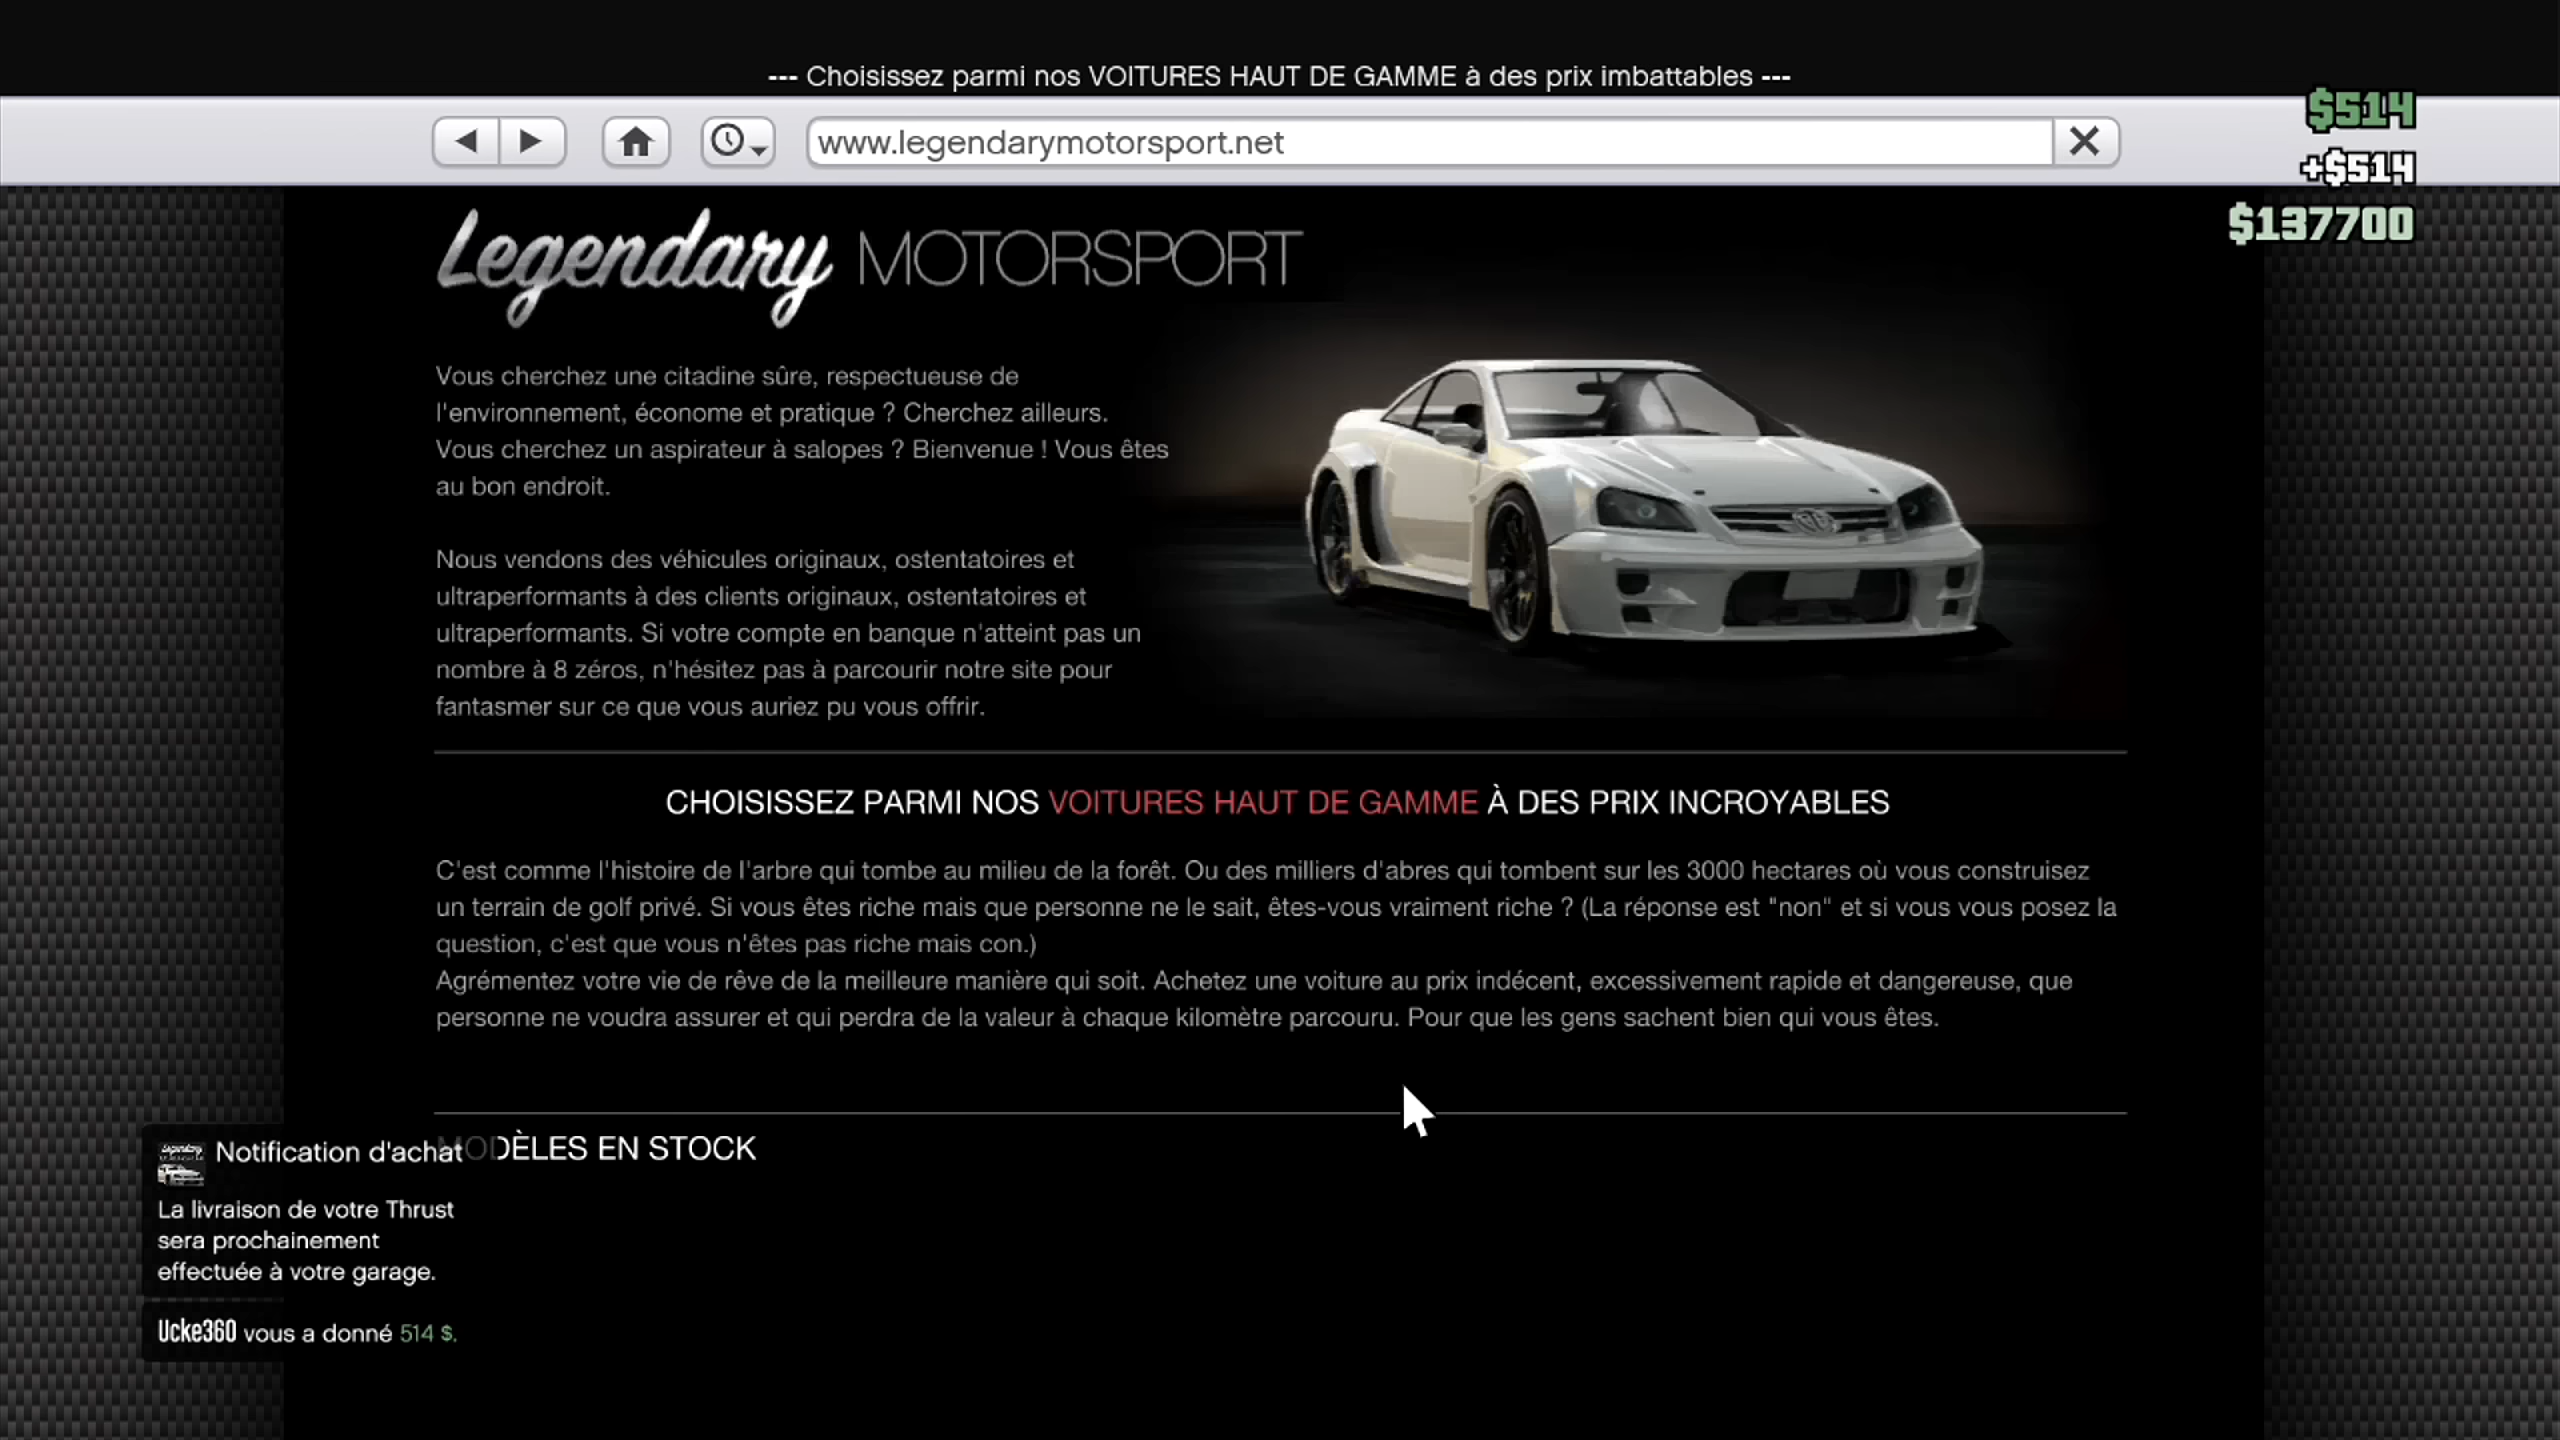 --- Choisissez parmi nos VOITURES HAUT DE GAMME à des prix imbattables ---
www.legendarymotorsport.net
$514
+$514
$137700
Legendary MOTORSPORT
Vous cherchez une citadine sûre, respectueuse de
l'environnement, économe et pratique ? Cherchez ailleurs.
Vous cherchez un aspirateur à salopes ? Bienvenue ! Vous êtes
au bon endroit.
Nous vendons des véhicules originaux, ostentatoires et
ultraperformants à des clients originaux, ostentatoires et
ultraperformants. Si votre compte en banque n'atteint pas un
nombre à 8 zéros, n'hésitez pas à parcourir notre site pour
fantasmer sur ce que vous auriez pu vous offrir.
CHOISISSEZ PARMI NOS VOITURES HAUT DE GAMME À DES PRIX INCROYABLES
C'est comme l'histoire de l'arbre qui tombe au milieu de la forêt. Ou des milliers d'abres qui tombent sur les 3000 hectares où vous construisez
un terrain de golf privé. Si vous êtes riche mais que personne ne le sait, êtes-vous vraiment riche ? (La réponse est "non" et si vous vous posez la
question, c'est que vous n'êtes pas riche mais con.)
Agrémentez votre vie de rêve de la meilleure manière qui soit. Achetez une voiture au prix indécent, excessivement rapide et dangereuse, que
personne ne voudra assurer et qui perdra de la valeur à chaque kilomètre parcouru. Pour que les gens sachent bien qui vous êtes.
MODÈLES EN STOCK
Notification d'achat
La livraison de votre Thrust
sera prochainement
effectuée à votre garage.
Ucke360 vous a donné 514 $.